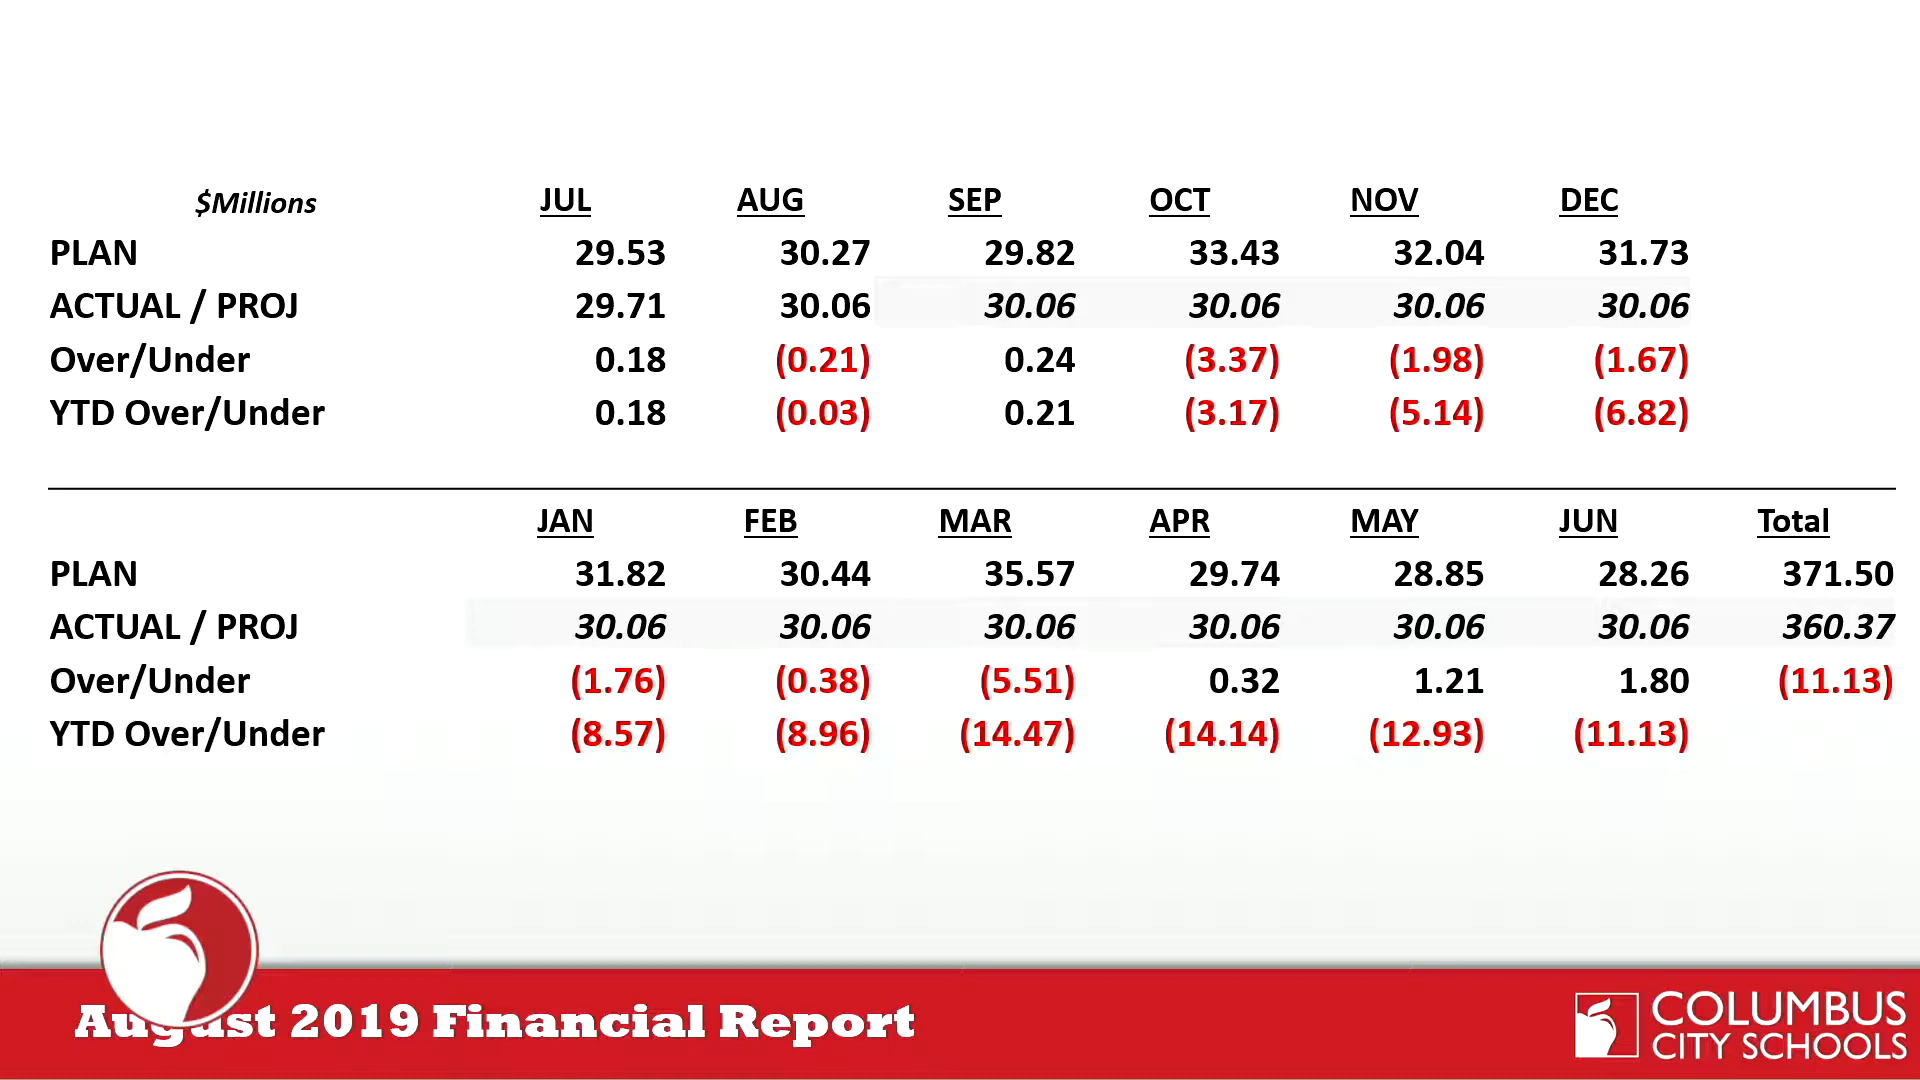 $Millions JUL AUG SEP OCT NOV DEC
PLAN 29.53 30.27 29.82 33.43 32.04 31.73
ACTUAL / PROJ 29.71 30.06 30.06 30.06 30.06 30.06
Over/Under 0.18 (0.21) 0.24 (3.37) (1.98) (1.67)
YTD Over/Under 0.18 (0.03) 0.21 (3.17) (5.14) (6.82)
JAN FEB MAR APR MAY JUN Total
PLAN 31.82 30.44 35.57 29.74 28.85 28.26 371.50
ACTUAL / PROJ 30.06 30.06 30.06 30.06 30.06 30.06 360.37
Over/Under (1.76) (0.38) (5.51) 0.32 1.21 1.80 (11.13)
YTD Over/Under (8.57) (8.96) (14.47) (14.14) (12.93) (11.13)
August 2019 Financial Report
COLUMBUS
CITY SCHOOLS